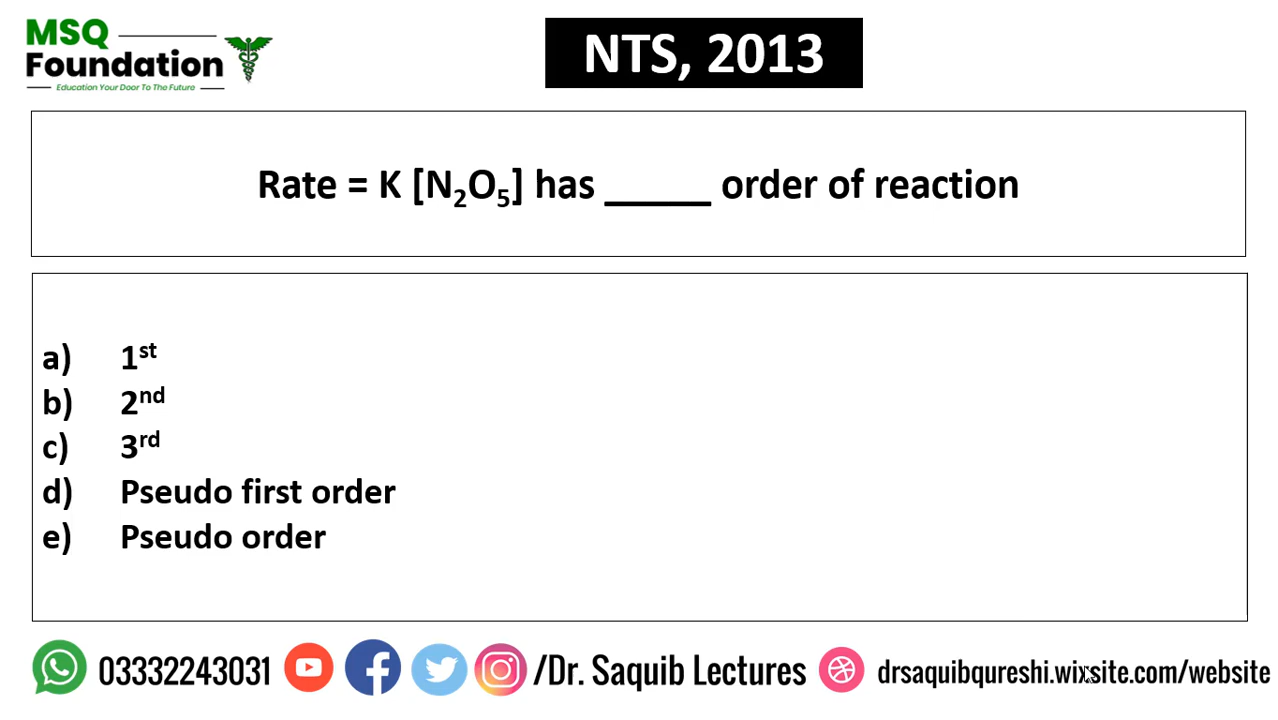 MSQ
Foundation
Education Your Door To The Future
NTS, 2013
Rate = K [N₂O₅] has _____ order of reaction
a) 1ˢᵗ
b) 2ⁿᵈ
c) 3ʳᵈ
d) Pseudo first order
e) Pseudo order
03332243031 /Dr. Saquib Lectures drsaquibqureshi.wixsite.com/website